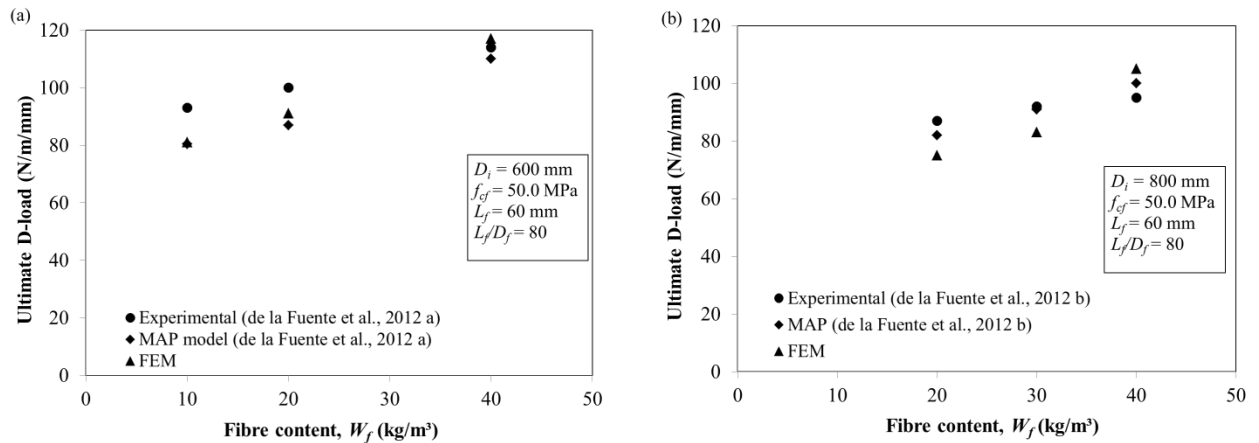 (a)
120
100
80
60
40
20
0
Ultimate D-load (N/m/mm)
D_i = 600 mm
f_cf = 50.0 MPa
L_f = 60 mm
L_f/D_f = 80
Experimental (de la Fuente et al., 2012 a)
MAP model (de la Fuente et al., 2012 a)
FEM
0 10 20 30 40 50
Fibre content, W_f (kg/m³)
(b)
120
100
80
60
40
20
0
Ultimate D-load (N/m/mm)
D_i = 800 mm
f_cf = 50.0 MPa
L_f = 60 mm
L_f/D_f = 80
Experimental (de la Fuente et al., 2012 b)
MAP (de la Fuente et al., 2012 b)
FEM
0 10 20 30 40 50
Fibre content, W_f (kg/m³)